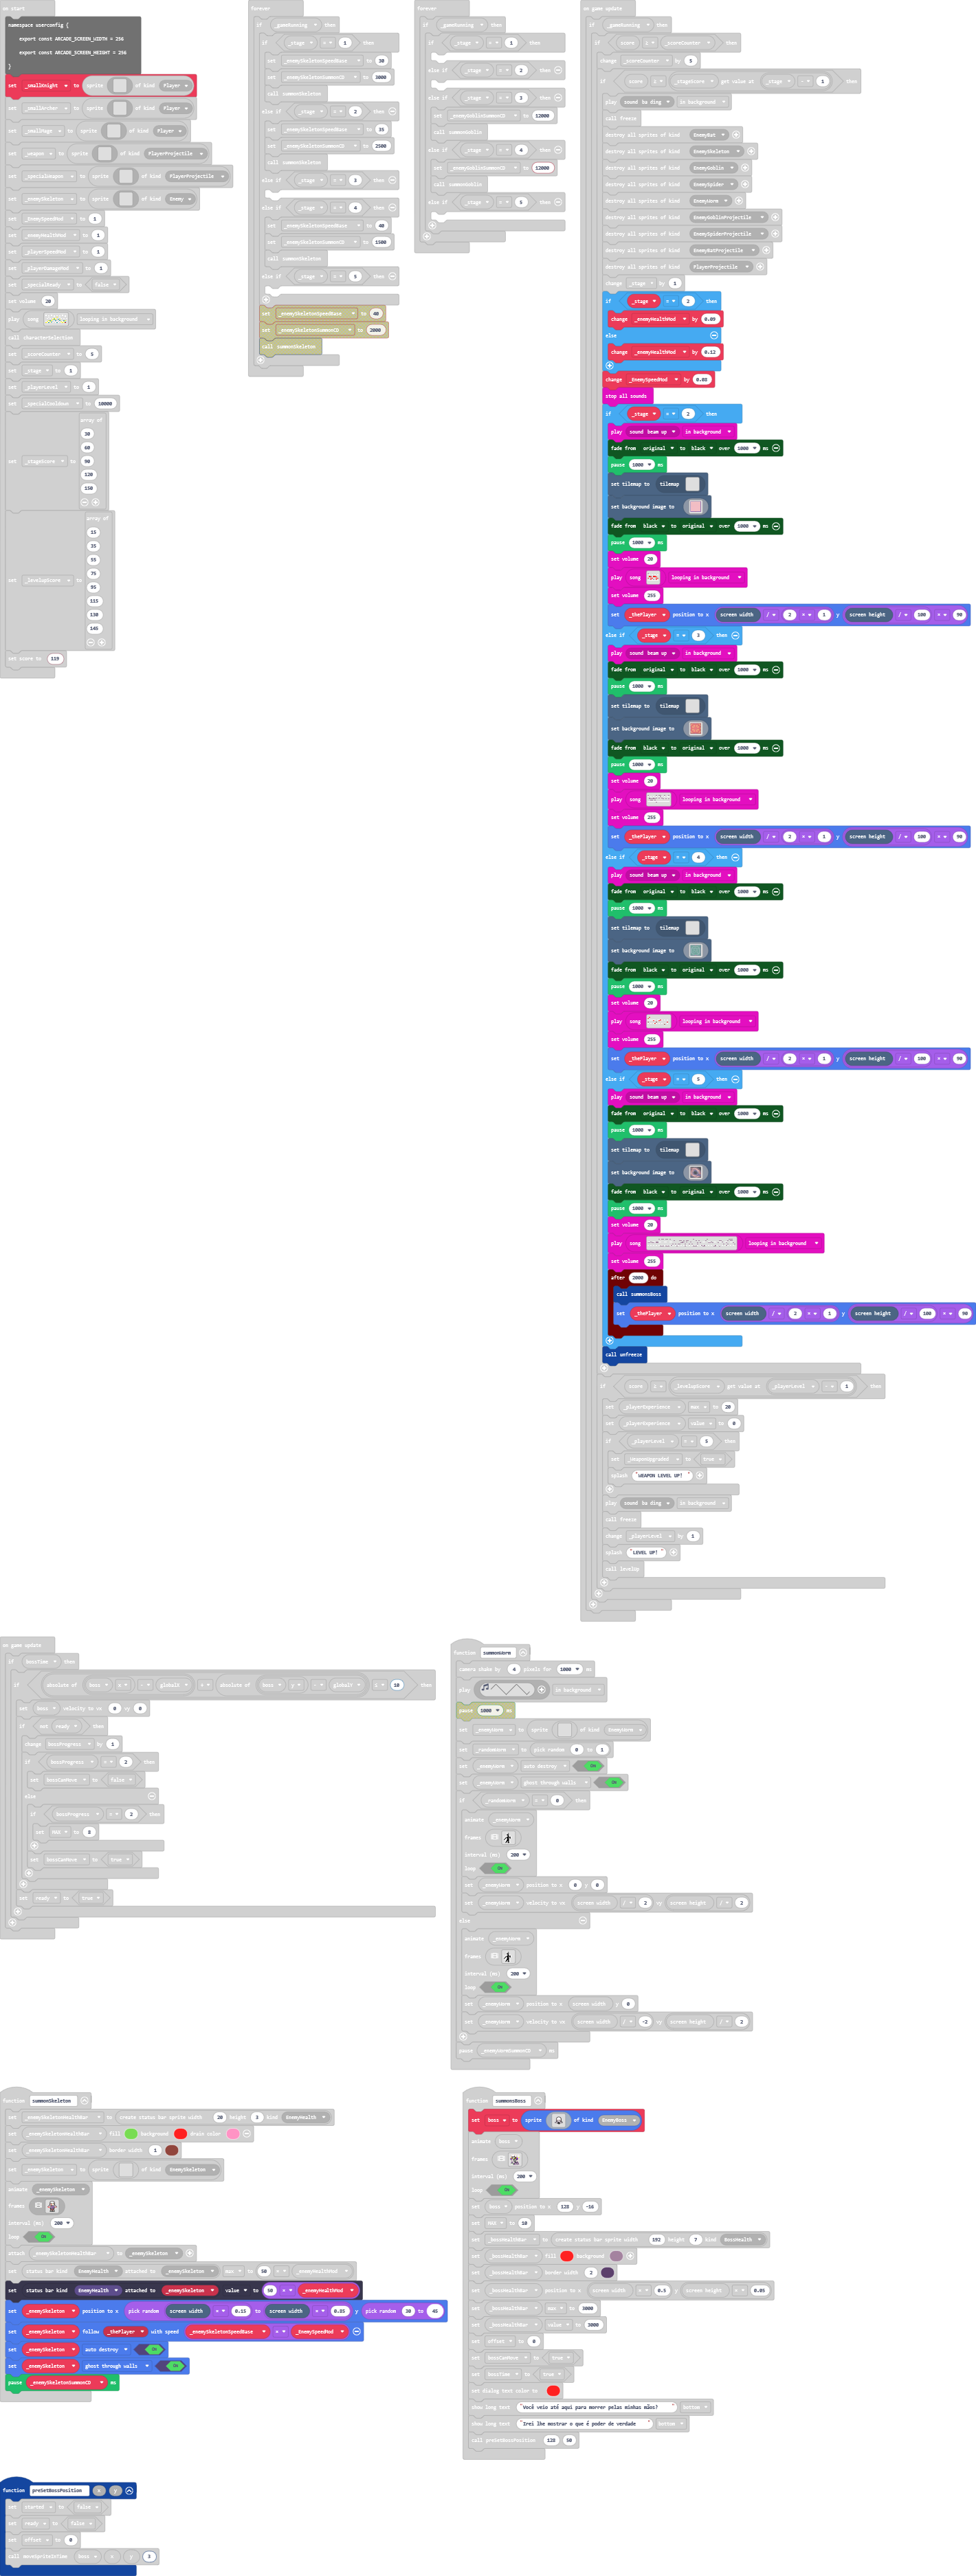 on start
namespace userconfig {
export const ARCADE_SCREEN_WIDTH = 256
export const ARCADE_SCREEN_HEIGHT = 256
}
set _smallKnight to sprite of kind Player
set _smallArcher to sprite of kind Player
set _smallMage to sprite of kind Player
set _weapon to sprite of kind PlayerProjectile
set _specialWeapon to sprite of kind PlayerProjectile
set _enemySkeleton to sprite of kind Enemy
set _EnemySpeedMod to 1
set _enemyHealthMod to 1
set _playerSpeedMod to 1
set _playerDamageMod to 1
set _specialReady to false
set volume 20
play song looping in background
call characterSelection
set _scoreCounter to 5
set _stage to 1
set _playerLevel to 1
set _specialCooldown to 10000
set _stageScore to array of
30
60
90
120
150
set _levelupScore to array of
15
35
55
75
95
115
130
145
set score to 119
forever
if _gameRunning then
if _stage = 1 then
set _enemySkeletonSpeedBase to 30
set _enemySkeletonSummonCD to 3000
call summonSkeleton
else if _stage = 2 then
set _enemySkeletonSpeedBase to 35
set _enemySkeletonSummonCD to 2500
call summonSkeleton
else if _stage = 3 then
else if _stage = 4 then
set _enemySkeletonSpeedBase to 40
set _enemySkeletonSummonCD to 1500
call summonSkeleton
else if _stage = 5 then
set _enemySkeletonSpeedBase to 40
set _enemySkeletonSummonCD to 2000
call summonSkeleton
forever
if _gameRunning then
if _stage = 1 then
else if _stage = 2 then
else if _stage = 3 then
set _enemyGoblinSummonCD to 12000
call summonGoblin
else if _stage = 4 then
set _enemyGoblinSummonCD to 12000
call summonGoblin
else if _stage = 5 then
on game update
if _gameRunning then
if score ≥ _scoreCounter then
change _scoreCounter by 5
if score ≥ _stageScore get value at _stage - 1 then
play sound ba ding in background
call freeze
destroy all sprites of kind EnemyBat
destroy all sprites of kind EnemySkeleton
destroy all sprites of kind EnemyGoblin
destroy all sprites of kind EnemySpider
destroy all sprites of kind EnemyWorm
destroy all sprites of kind EnemyGoblinProjectile
destroy all sprites of kind EnemySpiderProjectile
destroy all sprites of kind EnemyBatProjectile
destroy all sprites of kind PlayerProjectile
change _stage by 1
if _stage = 2 then
change _enemyHealthMod by 0.09
else
change _enemyHealthMod by 0.12
change _EnemySpeedMod by 0.08
stop all sounds
if _stage = 2 then
play sound beam up in background
fade from original to black over 1000 ms
pause 1000 ms
set tilemap to tilemap
set background image to
fade from black to original over 1000 ms
pause 1000 ms
set volume 20
play song looping in background
set volume 255
set _thePlayer position to x screen width / 2 × 1 y screen height / 100 × 90
else if _stage = 3 then
play sound beam up in background
fade from original to black over 1000 ms
pause 1000 ms
set tilemap to tilemap
set background image to
fade from black to original over 1000 ms
pause 1000 ms
set volume 20
play song looping in background
set volume 255
set _thePlayer position to x screen width / 2 × 1 y screen height / 100 × 90
else if _stage = 4 then
play sound beam up in background
fade from original to black over 1000 ms
pause 1000 ms
set tilemap to tilemap
set background image to
fade from black to original over 1000 ms
pause 1000 ms
set volume 20
play song looping in background
set volume 255
set _thePlayer position to x screen width / 2 × 1 y screen height / 100 × 90
else if _stage = 5 then
play sound beam up in background
fade from original to black over 1000 ms
pause 1000 ms
set tilemap to tilemap
set background image to
fade from black to original over 1000 ms
pause 1000 ms
set volume 20
play song looping in background
set volume 255
after 2000 do
call summonsBoss
set _thePlayer position to x screen width / 2 × 1 y screen height / 100 × 90
call unfreeze
if score ≥ _levelupScore get value at _playerLevel - 1 then
set _playerExperience max to 20
set _playerExperience value to 0
if _playerLevel = 5 then
set _weaponUpgraded to true
splash "WEAPON LEVEL UP!"
play sound ba ding in background
call freeze
change _playerLevel by 1
splash "LEVEL UP!"
call levelUp
on game update
if bossTime then
if absolute of boss x - globalX + absolute of boss y - globalY ≤ 10 then
set boss velocity to vx 0 vy 0
if not ready then
change bossProgress by 1
if bossProgress < 2 then
set bossCanMove to false
else
if bossProgress = 2 then
set MAX to 8
set bossCanMove to true
set ready to true
function summonWorm
camera shake by 4 pixels for 1000 ms
play in background
pause 1000 ms
set _enemyWorm to sprite of kind EnemyWorm
set _randomWorm to pick random 0 to 1
set _enemyWorm auto destroy ON
set _enemyWorm ghost through walls ON
if _randomWorm = 0 then
animate _enemyWorm
frames
interval (ms) 200
loop ON
set _enemyWorm position to x 0 y 0
set _enemyWorm velocity to vx screen width / 2 vy screen height / 2
else
animate _enemyWorm
frames
interval (ms) 200
loop ON
set _enemyWorm position to x screen width y 0
set _enemyWorm velocity to vx screen width / -2 vy screen height / 2
pause _enemyWormSummonCD ms
function summonSkeleton
set _enemySkeletonHealthBar to create status bar sprite width 20 height 3 kind EnemyHealth
set _enemySkeletonHealthBar fill background drain color
set _enemySkeletonHealthBar border width 1
set _enemySkeleton to sprite of kind EnemySkeleton
animate _enemySkeleton
frames
interval (ms) 200
loop ON
attach _enemySkeletonHealthBar to _enemySkeleton
set status bar kind EnemyHealth attached to _enemySkeleton max to 50 × _enemyHealthMod
set status bar kind EnemyHealth attached to _enemySkeleton value to 50 × _enemyHealthMod
set _enemySkeleton position to x pick random screen width × 0.15 to screen width × 0.85 y pick random 30 to 45
set _enemySkeleton follow _thePlayer with speed _enemySkeletonSpeedBase × _EnemySpeedMod
set _enemySkeleton auto destroy ON
set _enemySkeleton ghost through walls ON
pause _enemySkeletonSummonCD ms
function summonsBoss
set boss to sprite of kind EnemyBoss
animate boss
frames
interval (ms) 200
loop ON
set boss position to x 128 y -16
set MAX to 10
set _bossHealthBar to create status bar sprite width 192 height 7 kind BossHealth
set _bossHealthBar fill background
set _bossHealthBar border width 2
set _bossHealthBar position to x screen width × 0.5 y screen height × 0.05
set _bossHealthBar max to 3000
set _bossHealthBar value to 3000
set offset to 0
set bossCanMove to true
set bossTime to true
set dialog text color to
show long text "Você veio até aqui para morrer pelas minhas mãos?" bottom
show long text "Irei lhe mostrar o que é poder de verdade" bottom
call preSetBossPosition 128 50
function preSetBossPosition x y
set started to false
set ready to false
set offset to 0
call moveSpriteInTime boss x y 3